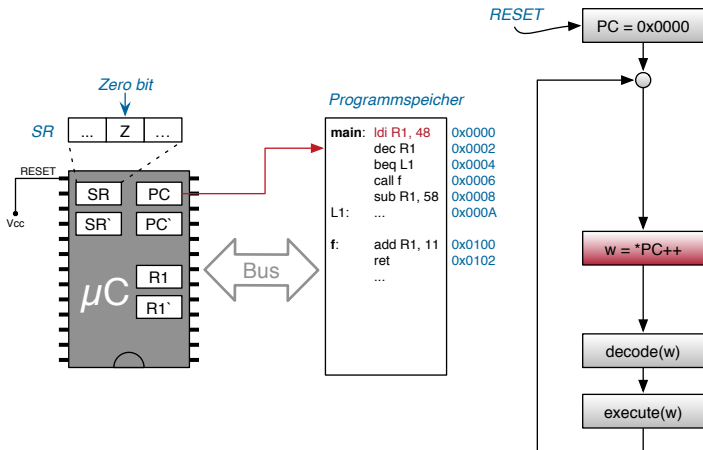 RESET
PC = 0x0000
Zero bit
Programmspeicher
SR
... Z ...
main: ldi R1, 48 0x0000
dec R1 0x0002
beq L1 0x0004
call f 0x0006
sub R1, 58 0x0008
L1: ... 0x000A
f: add R1, 11 0x0100
ret 0x0102
...
RESET
Vcc
SR PC
SR` PC`
R1
R1`
µC
Bus
w = *PC++
decode(w)
execute(w)